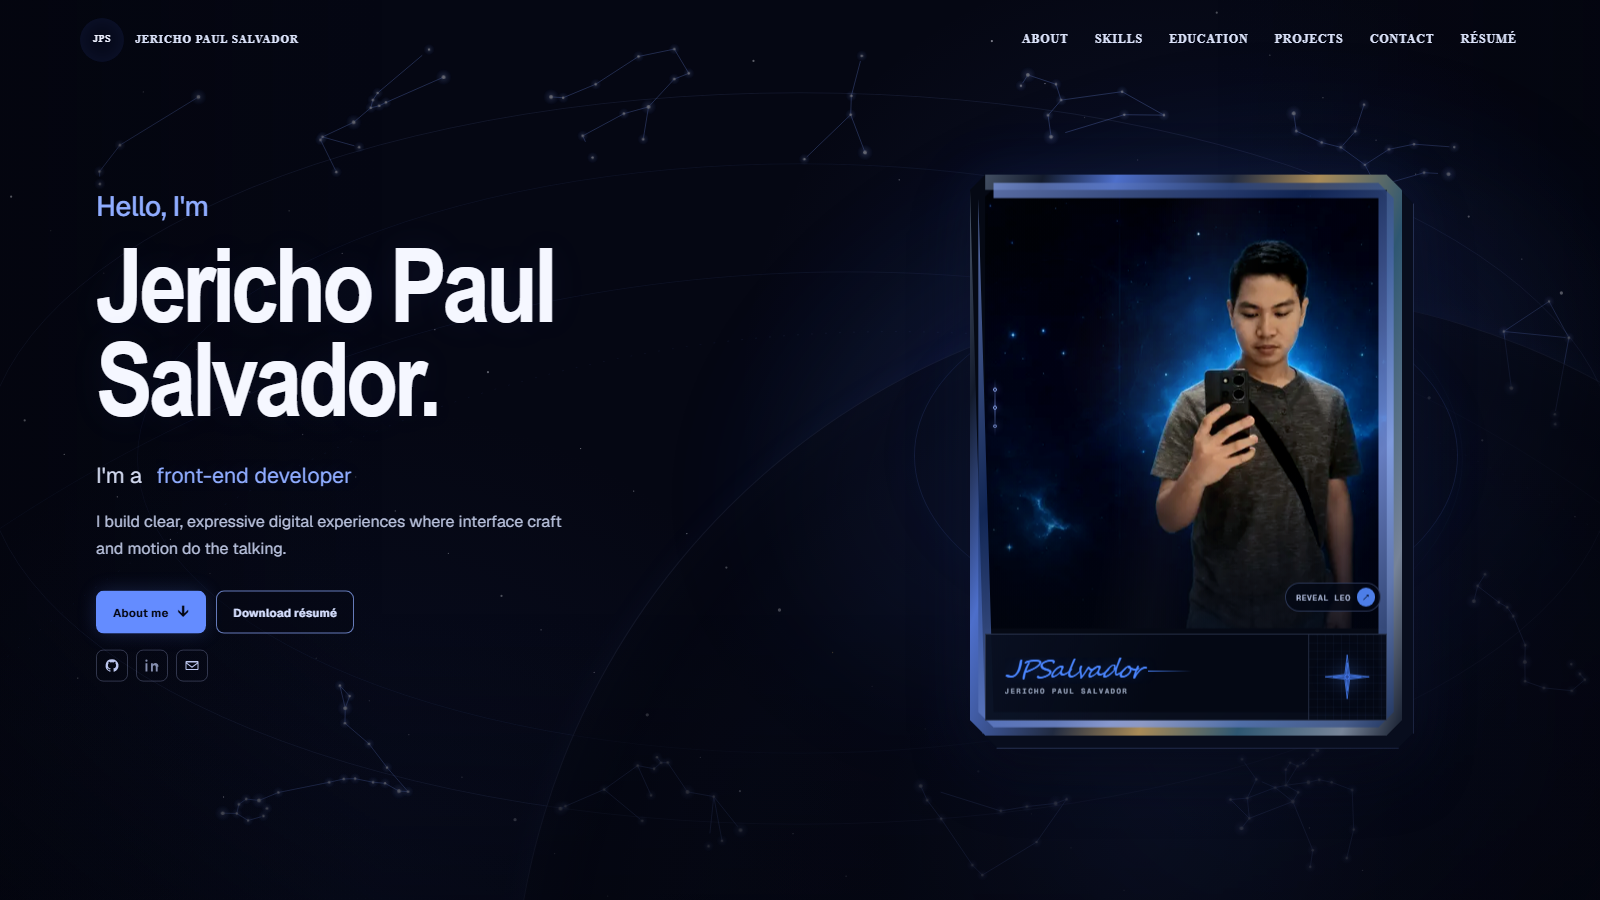 JPS
JERICHO PAUL SALVADOR
ABOUT SKILLS EDUCATION PROJECTS CONTACT RÉSUMÉ
Hello, I'm
Jericho Paul
Salvador.
I'm a front-end developer
I build clear, expressive digital experiences where interface craft
and motion do the talking.
About me
Download résumé
in
REVEAL LEO
JPSalvador
JERICHO PAUL SALVADOR